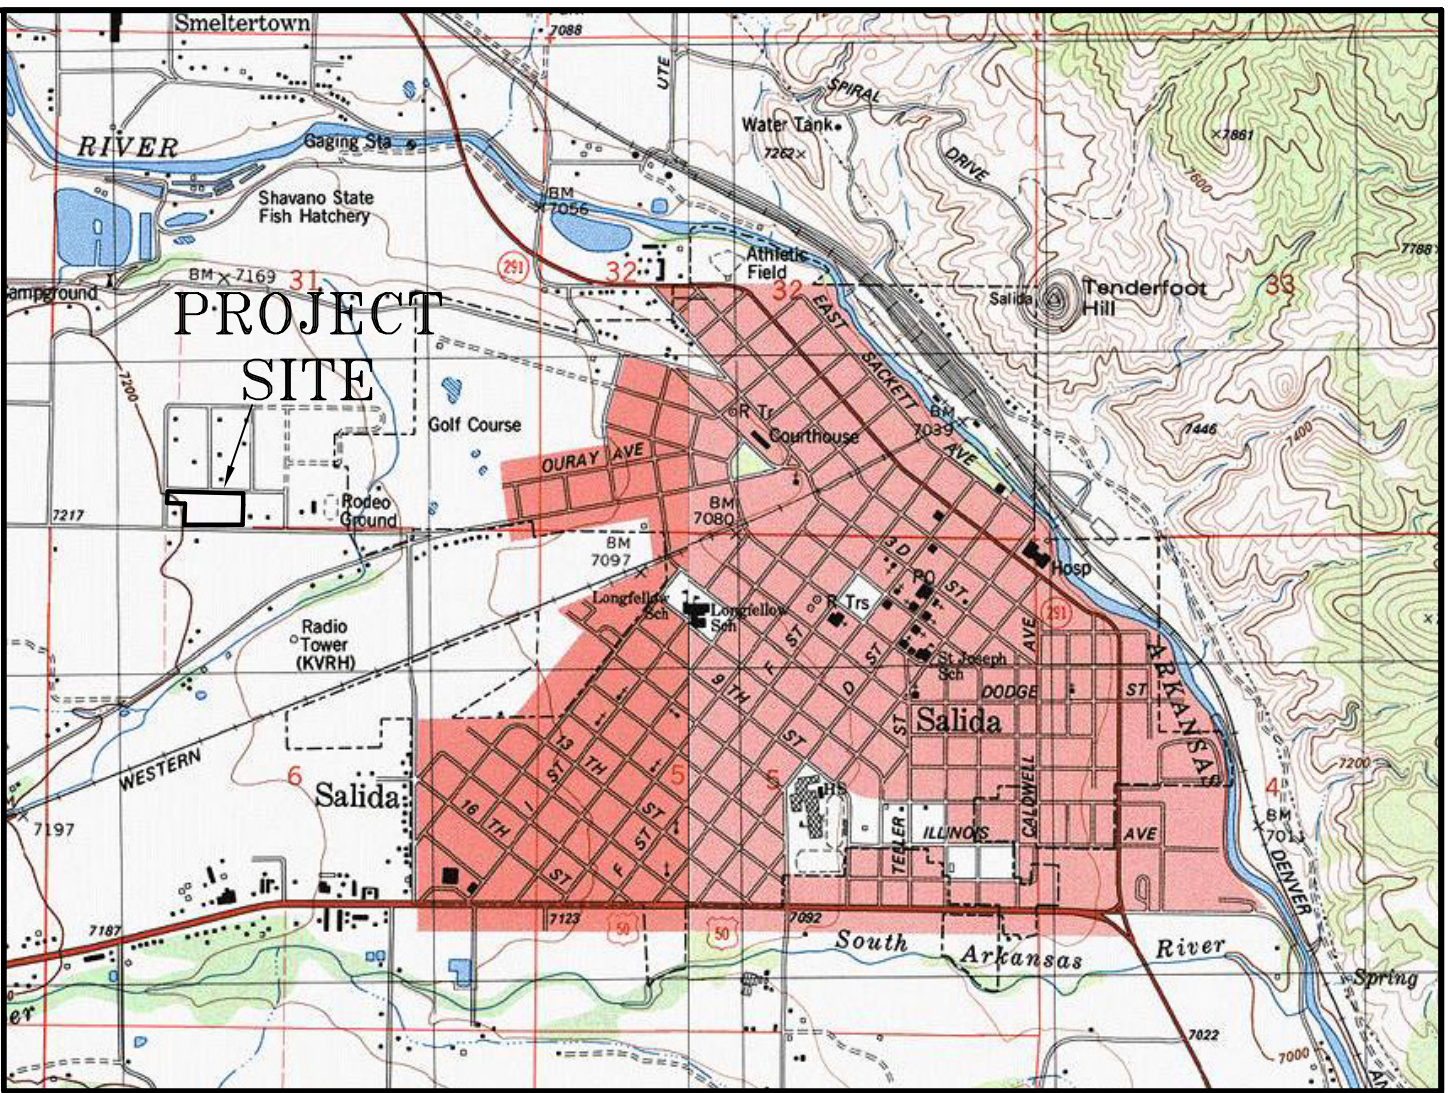 Smeltertown
7088
UTE
SPIRAL
DRIVE
Water Tank
7262
7861
7600
RIVER
Gaging Sta
Shavano State
Fish Hatchery
BM
7056
Athletic
Field
7788
BM 7169
31
291
32
32
33
Campground
PROJECT
SITE
Salida
Tenderfoot
Hill
EAST
SACKETT
AVE
7200
Golf Course
R Tr
Courthouse
BM
7039
7446
7400
OURAY AVE
7217
Rodeo
Ground
BM
7080
BM
7097
3 D
ST
Hosp
PO
R Trs
Longfellow
Sch
Longfellow
Sch
291
AVE
ARKANSAS
Radio
Tower
(KVRH)
F
ST
D
ST
St Joseph
Sch
DODGE
ST
9 TH
ST
ST
Salida
WESTERN
6
Salida
13
TH
ST
I
ST
5
5
HS
CALDWELL
7200
4
BM
7011
7197
16
TH
ST
F
ST
TELLER
ILLINOIS
AVE
DENVER
7187
7123
50
50
7092
South
Arkansas
River
Spring
er
7022
7000